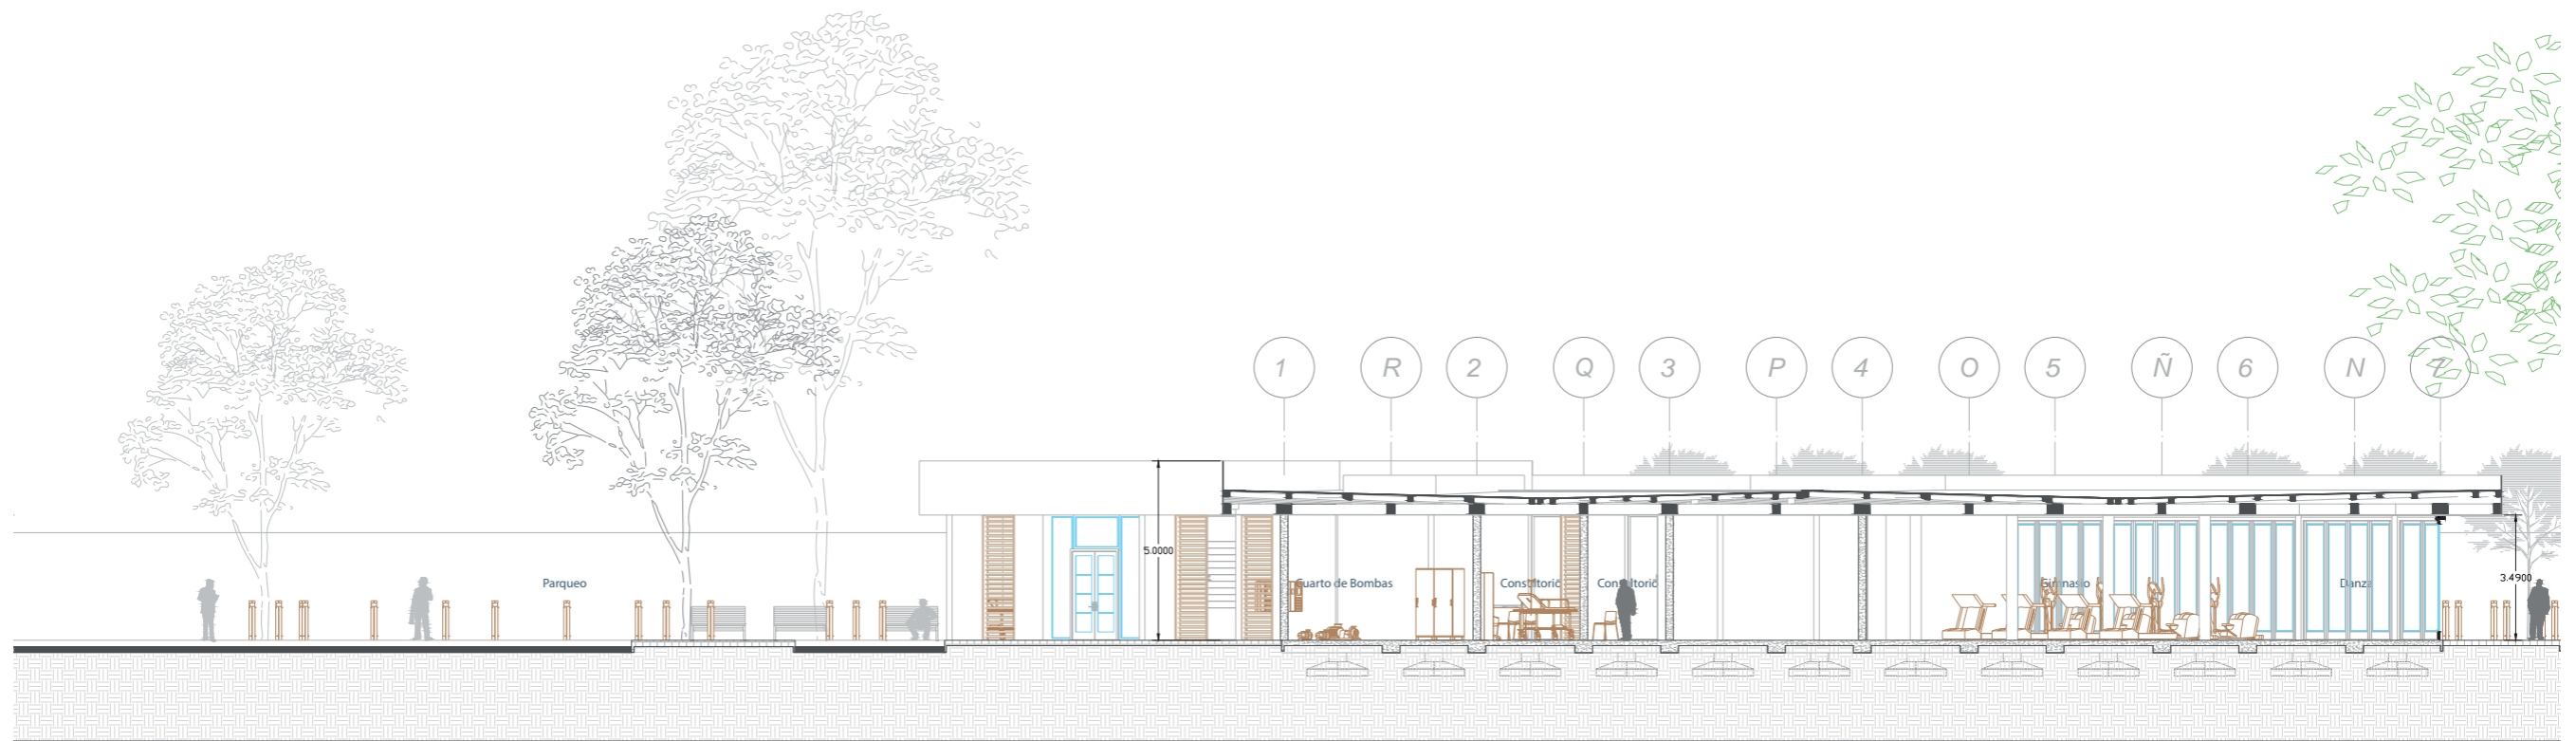 1 R 2 Q 3 P 4 O 5 Ñ 6 N 7
5.0000
3.4900
Parqueo
Cuarto de Bombas
Consultorio
Consultorio
Gimnasio
Danza